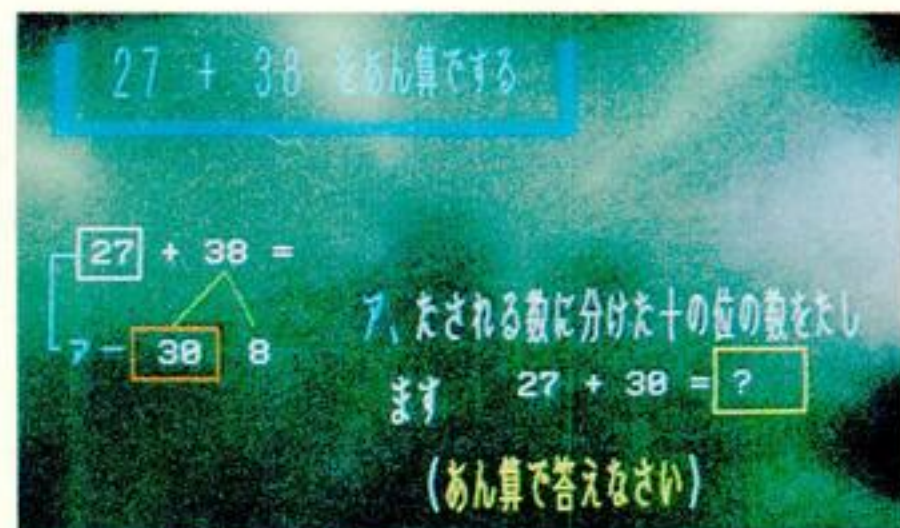 27 + 38 をあん算でする
27 + 38 =
ア 30 8
ア、たされる数に分けた十の位の数をたし
ます 27 + 30 = ?
(あん算で答えなさい)